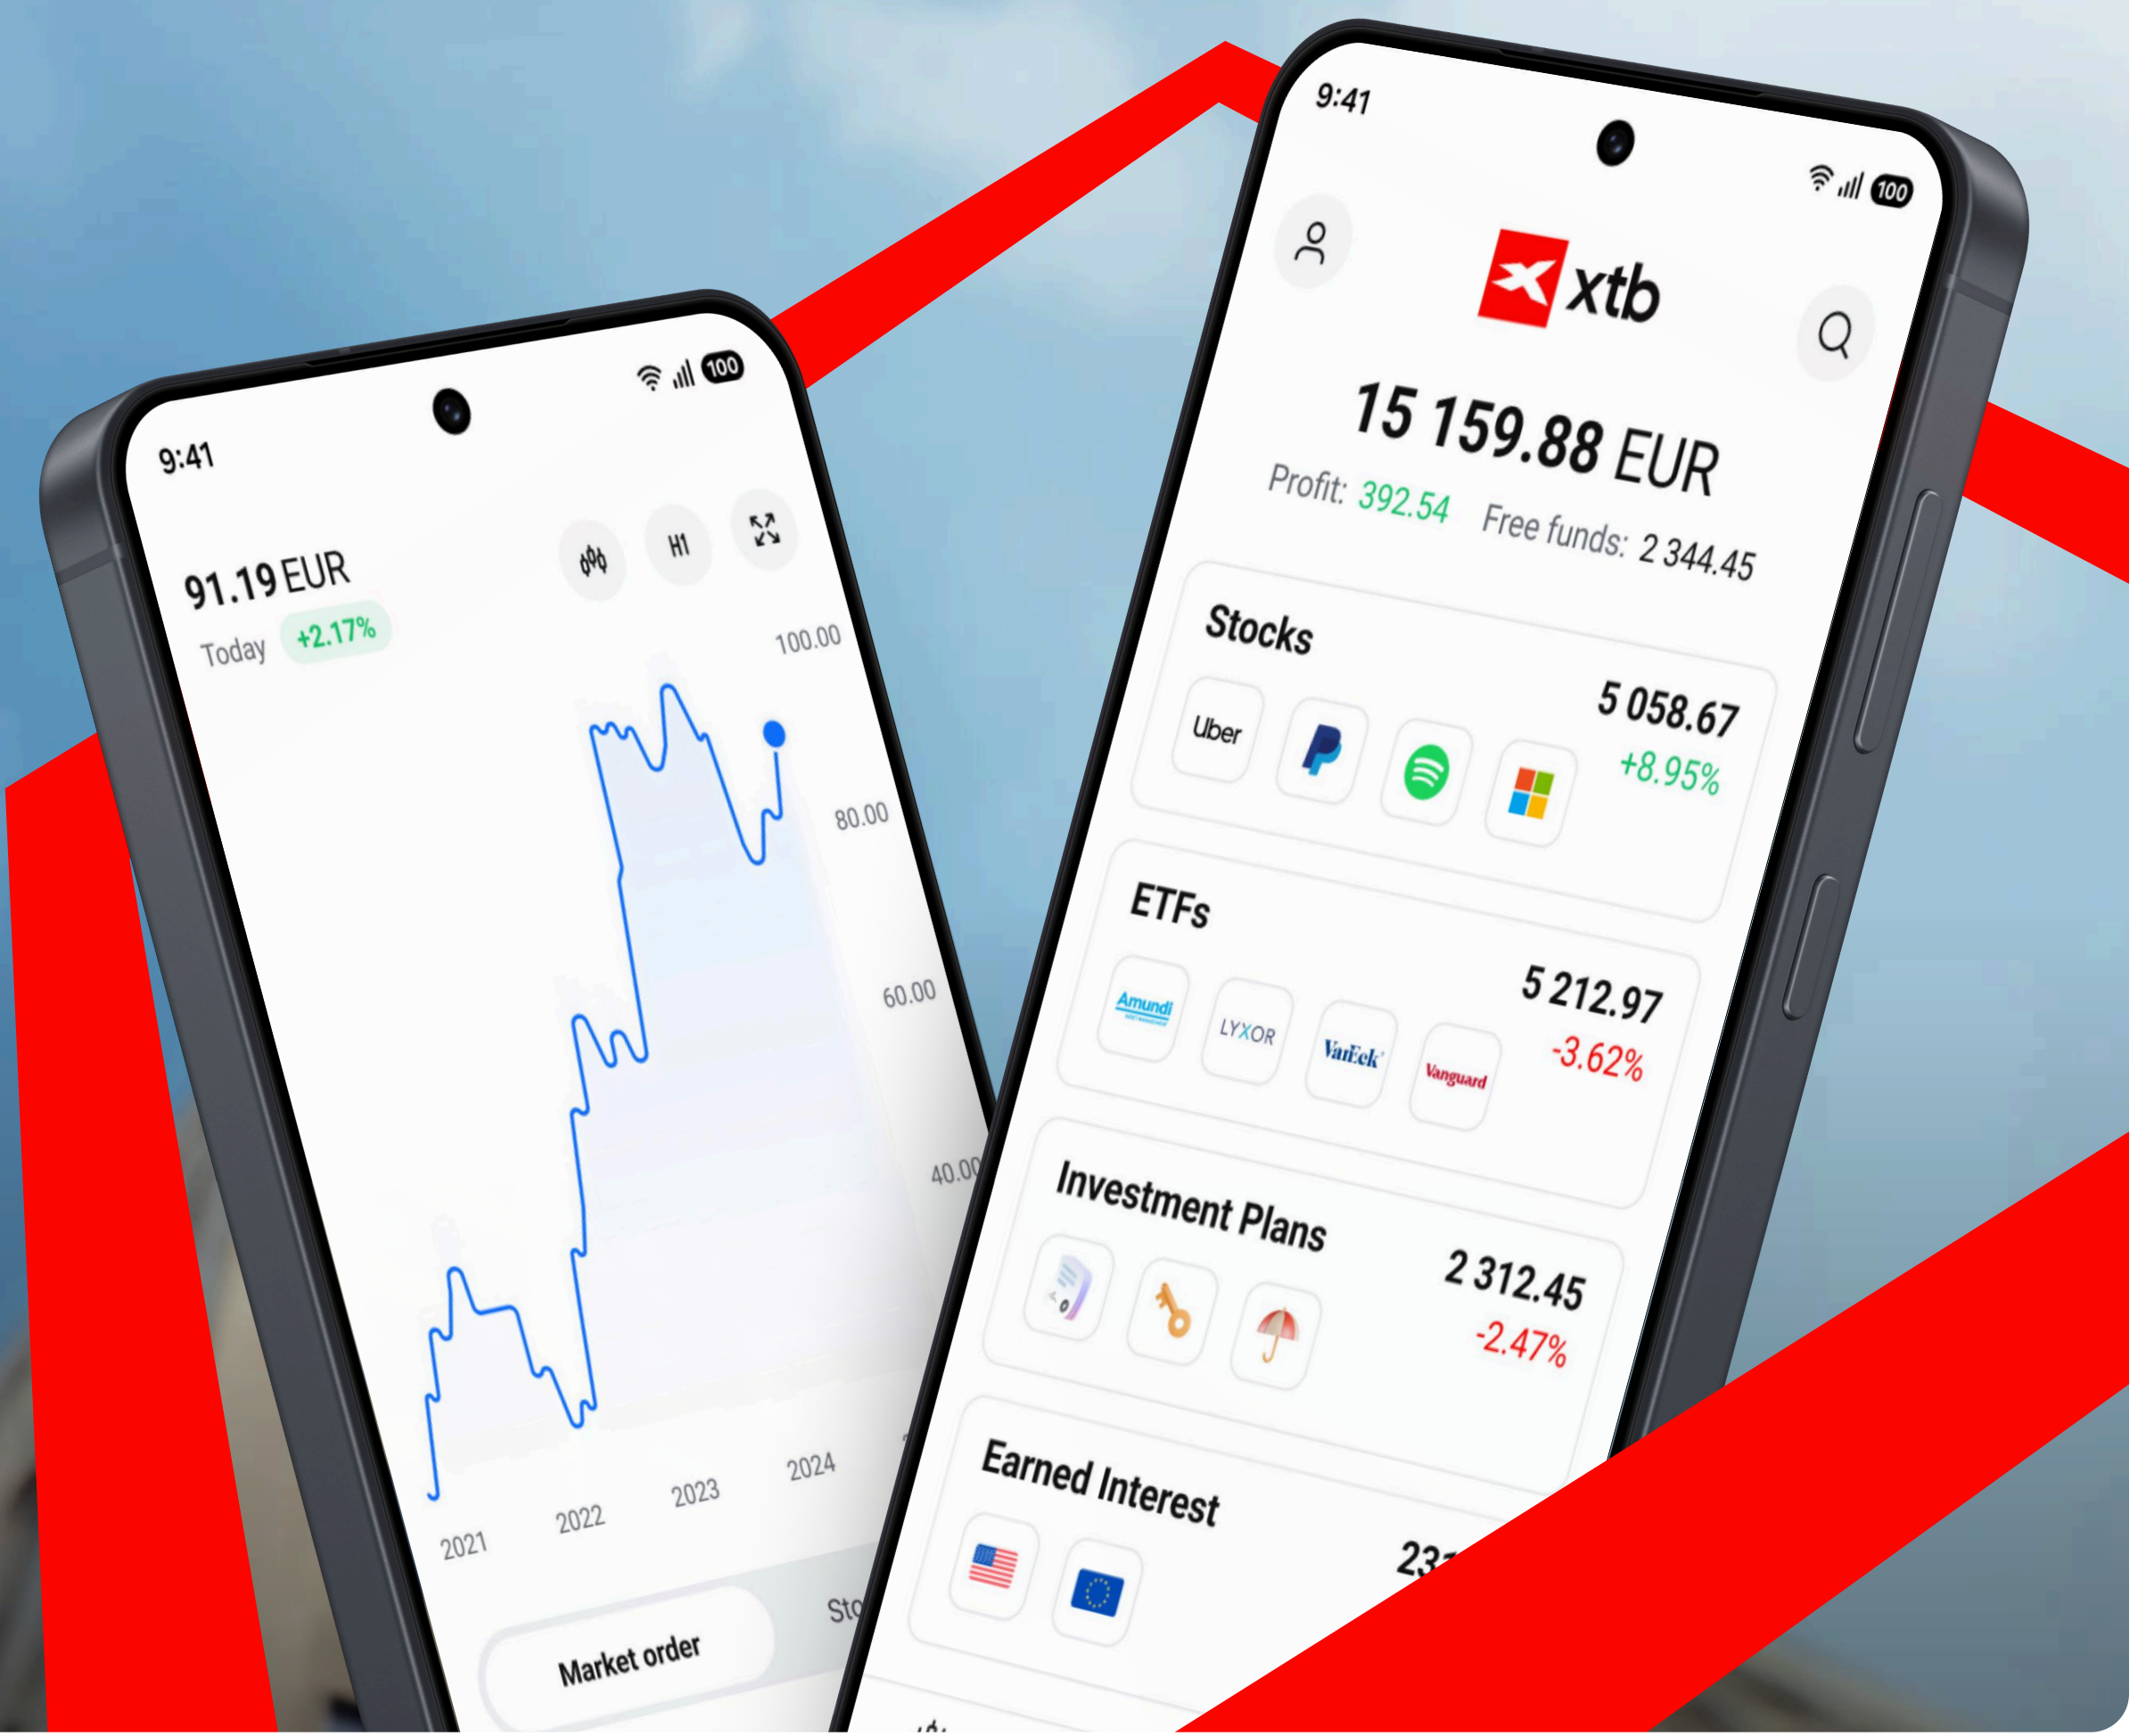 9:41
100
91.19 EUR
H1
Today +2.17%
100.00
80.00
60.00
40.00
2021 2022 2023 2024
Market order
9:41
100
xtb
15 159.88 EUR
Profit: 392.54 Free funds: 2 344.45
Stocks
5 058.67
Uber
+8.95%
ETFs
5 212.97
Amundi
LYXOR
VanEck
Vanguard
-3.62%
Investment Plans
2 312.45
-2.47%
Earned Interest